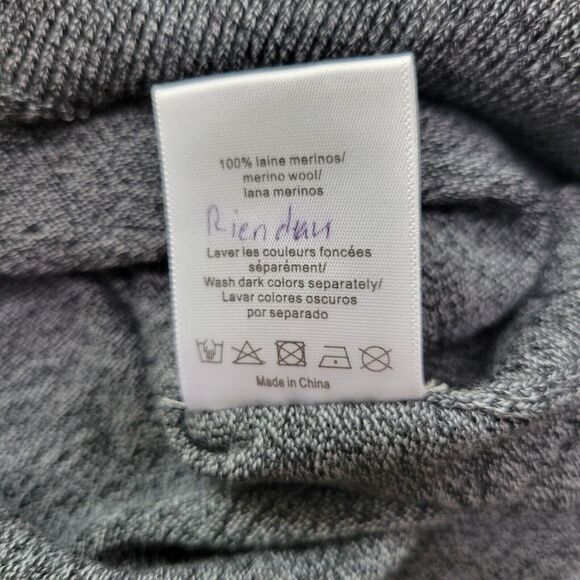 100% laine merinos/
merino wool/
lana merinos
Riendeau
Laver les couleurs foncées
séparément/
Wash dark colors separately/
Lavar colores oscuros
por separado
Made in China